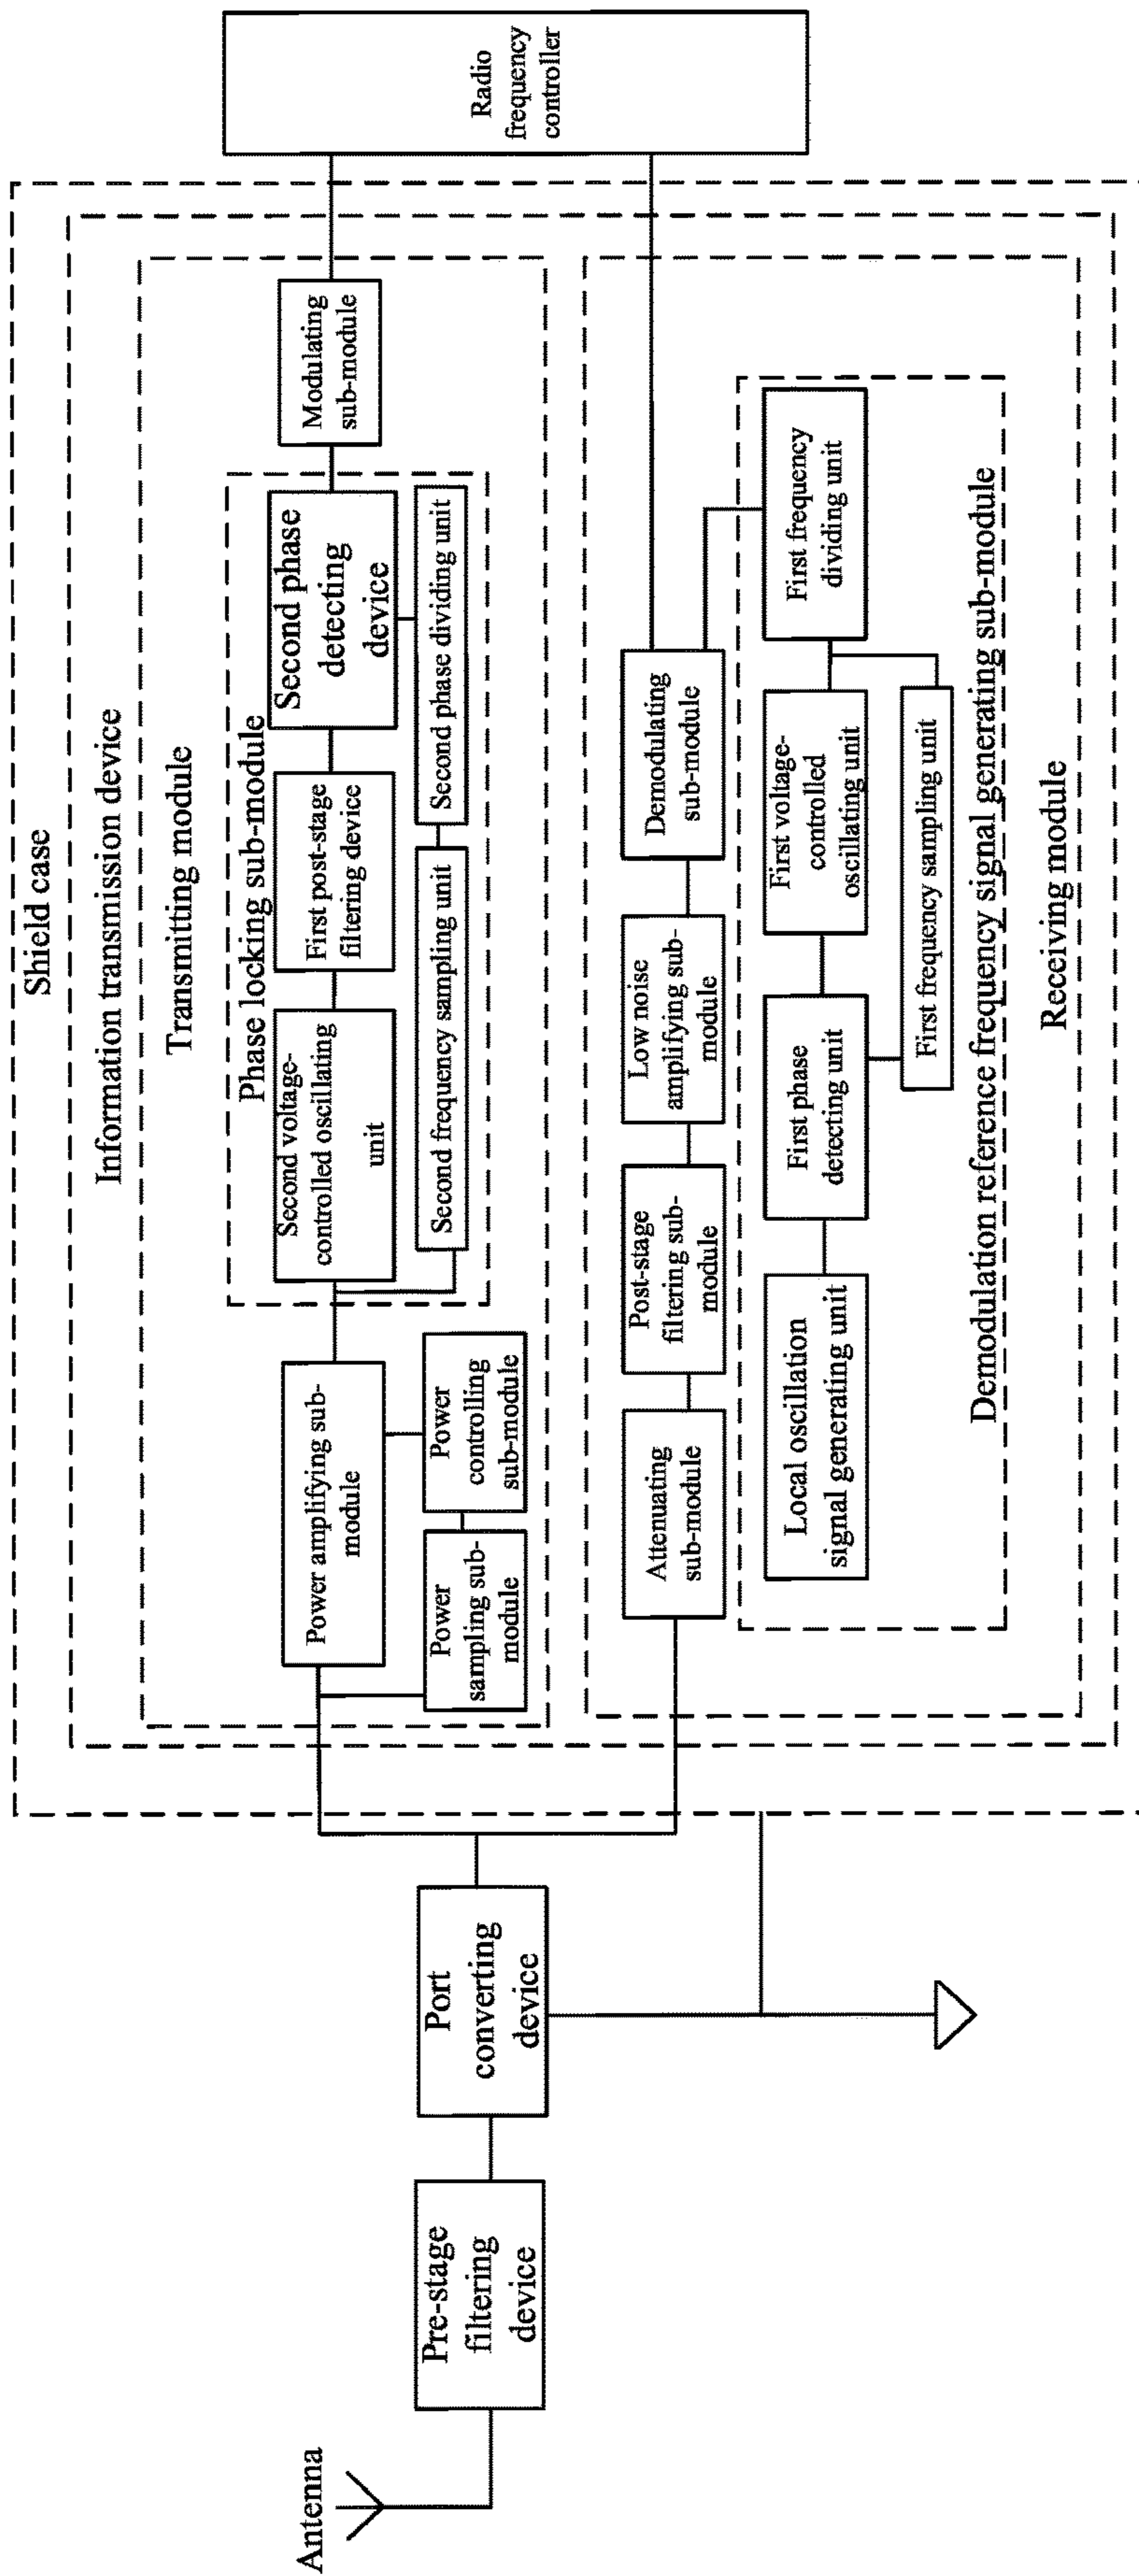 Shield case
Information transmission device
Transmitting module
Phase locking sub-module
Antenna
Pre-stage
filtering
device
Port
converting
device
Power amplifying sub-
module
Power
sampling sub-
module
Power
controlling
sub-module
Second voltage-
controlled oscillating
unit
First post-stage
filtering device
Second phase
detecting
device
Second frequency sampling unit
Second phase dividing unit
Modulating
sub-module
Radio
frequency
controller
Attenuating
sub-module
Post-stage
filtering sub-
module
Low noise
amplifying sub-
module
Demodulating
sub-module
Local oscillation
signal generating unit
First phase
detecting unit
First voltage-
controlled
oscillating unit
First frequency
dividing unit
First frequency sampling unit
Demodulation reference frequency signal generating sub-module
Receiving module